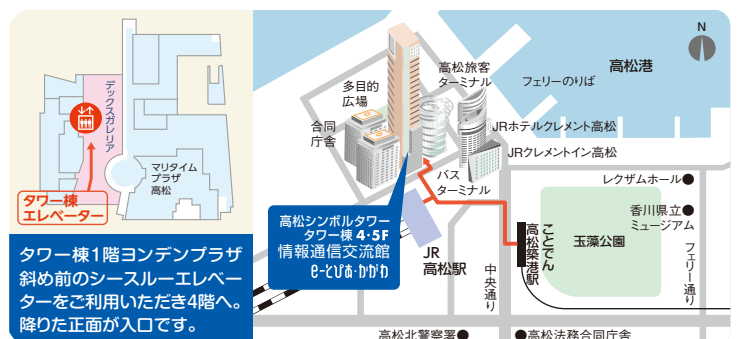 デックスガレリア
マリタイム
プラザ
高松
タワー棟
エレベーター
タワー棟1階ヨンデンプラザ
斜め前のシースルーエレベー
ターをご利用いただき4階へ。
降りた正面が入口です。
N
高松港
フェリーのりば
高松旅客
ターミナル
多目的
広場
合同
庁舎
JRホテルクレメント高松
JRクレメントイン高松
バス
ターミナル
レクザムホール
香川県立
ミュージアム
玉藻公園
ことでん
高松築港駅
フェリー通り
中央通り
JR
高松駅
高松シンボルタワー
タワー棟4・5F
情報通信交流館
e-とぴあ・かがわ
高松北警察署
高松法務合同庁舎